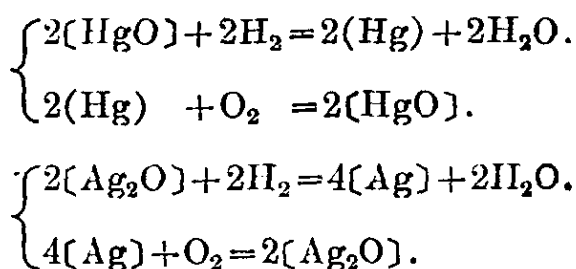 2〔HgO〕+2H₂=2(Hg)+2H₂O.
2(Hg) +O₂ =2〔HgO〕.
2〔Ag₂O〕+2H₂=4〔Ag〕+2H₂O.
4〔Ag〕+O₂=2〔Ag₂O〕.